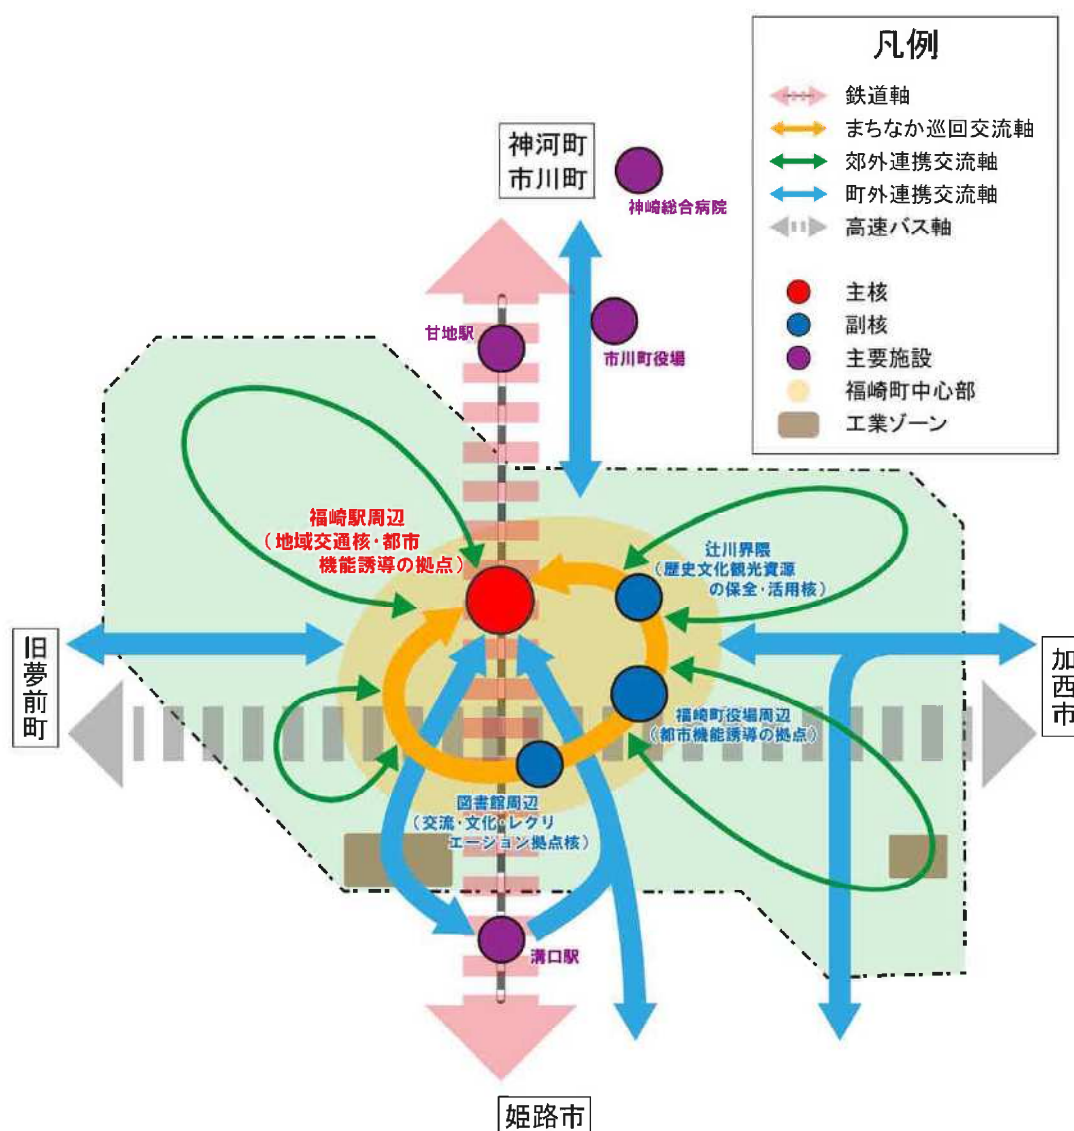 凡例
鉄道軸
まちなか巡回交流軸
郊外連携交流軸
町外連携交流軸
高速バス軸
主核
副核
主要施設
福崎町中心部
工業ゾーン
神河町
市川町
神崎総合病院
甘地駅
市川町役場
福崎駅周辺
（地域交通核・都市
機能誘導の拠点）
辻川界隈
（歴史文化観光資源
の保全・活用核）
旧夢前町
加西市
福崎町役場周辺
（都市機能誘導の拠点）
図書館周辺
（交流・文化・レクリ
エーション拠点核）
溝口駅
姫路市